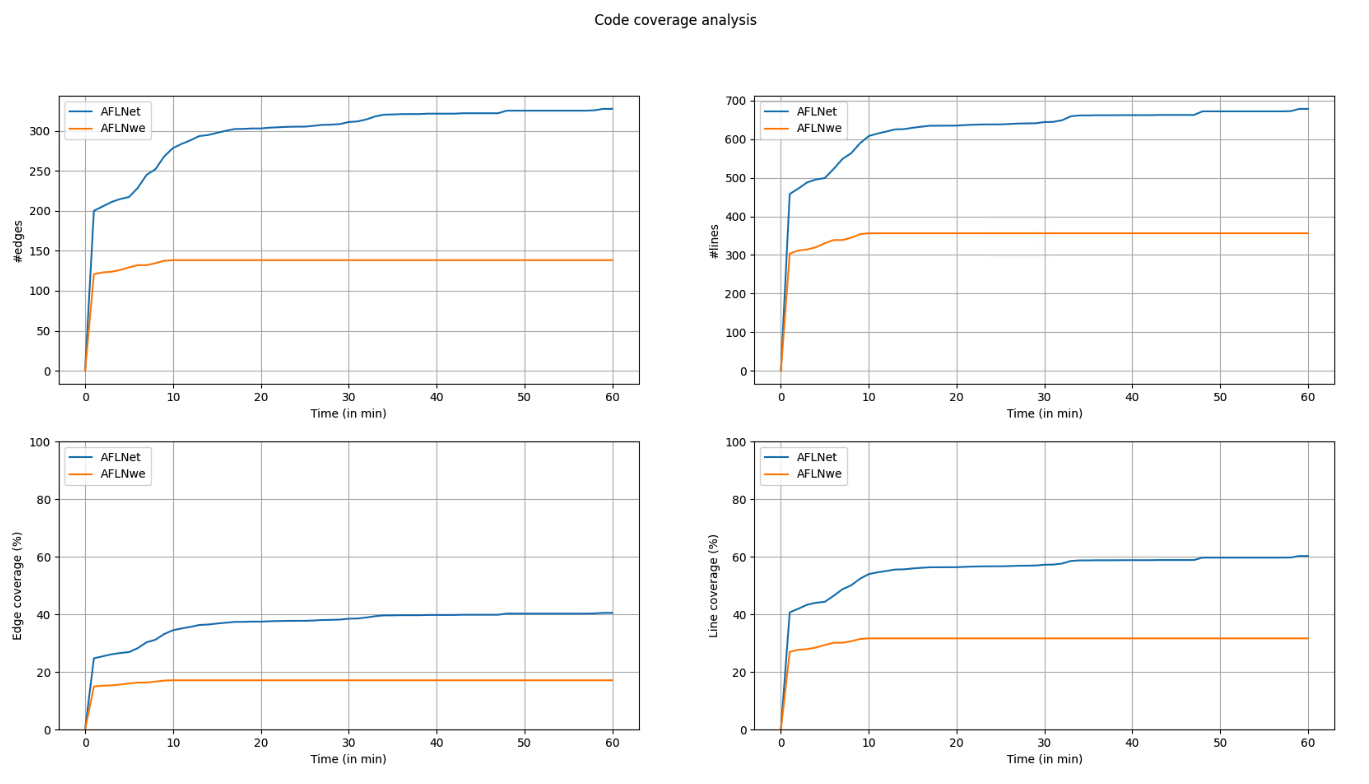 Code coverage analysis
AFLNet
AFLNwe
#edges
300
250
200
150
100
50
0
0 10 20 30 40 50 60
Time (in min)
AFLNet
AFLNwe
#lines
700
600
500
400
300
200
100
0
0 10 20 30 40 50 60
Time (in min)
AFLNet
AFLNwe
Edge coverage (%)
100
80
60
40
20
0
0 10 20 30 40 50 60
Time (in min)
AFLNet
AFLNwe
Line coverage (%)
100
80
60
40
20
0
0 10 20 30 40 50 60
Time (in min)